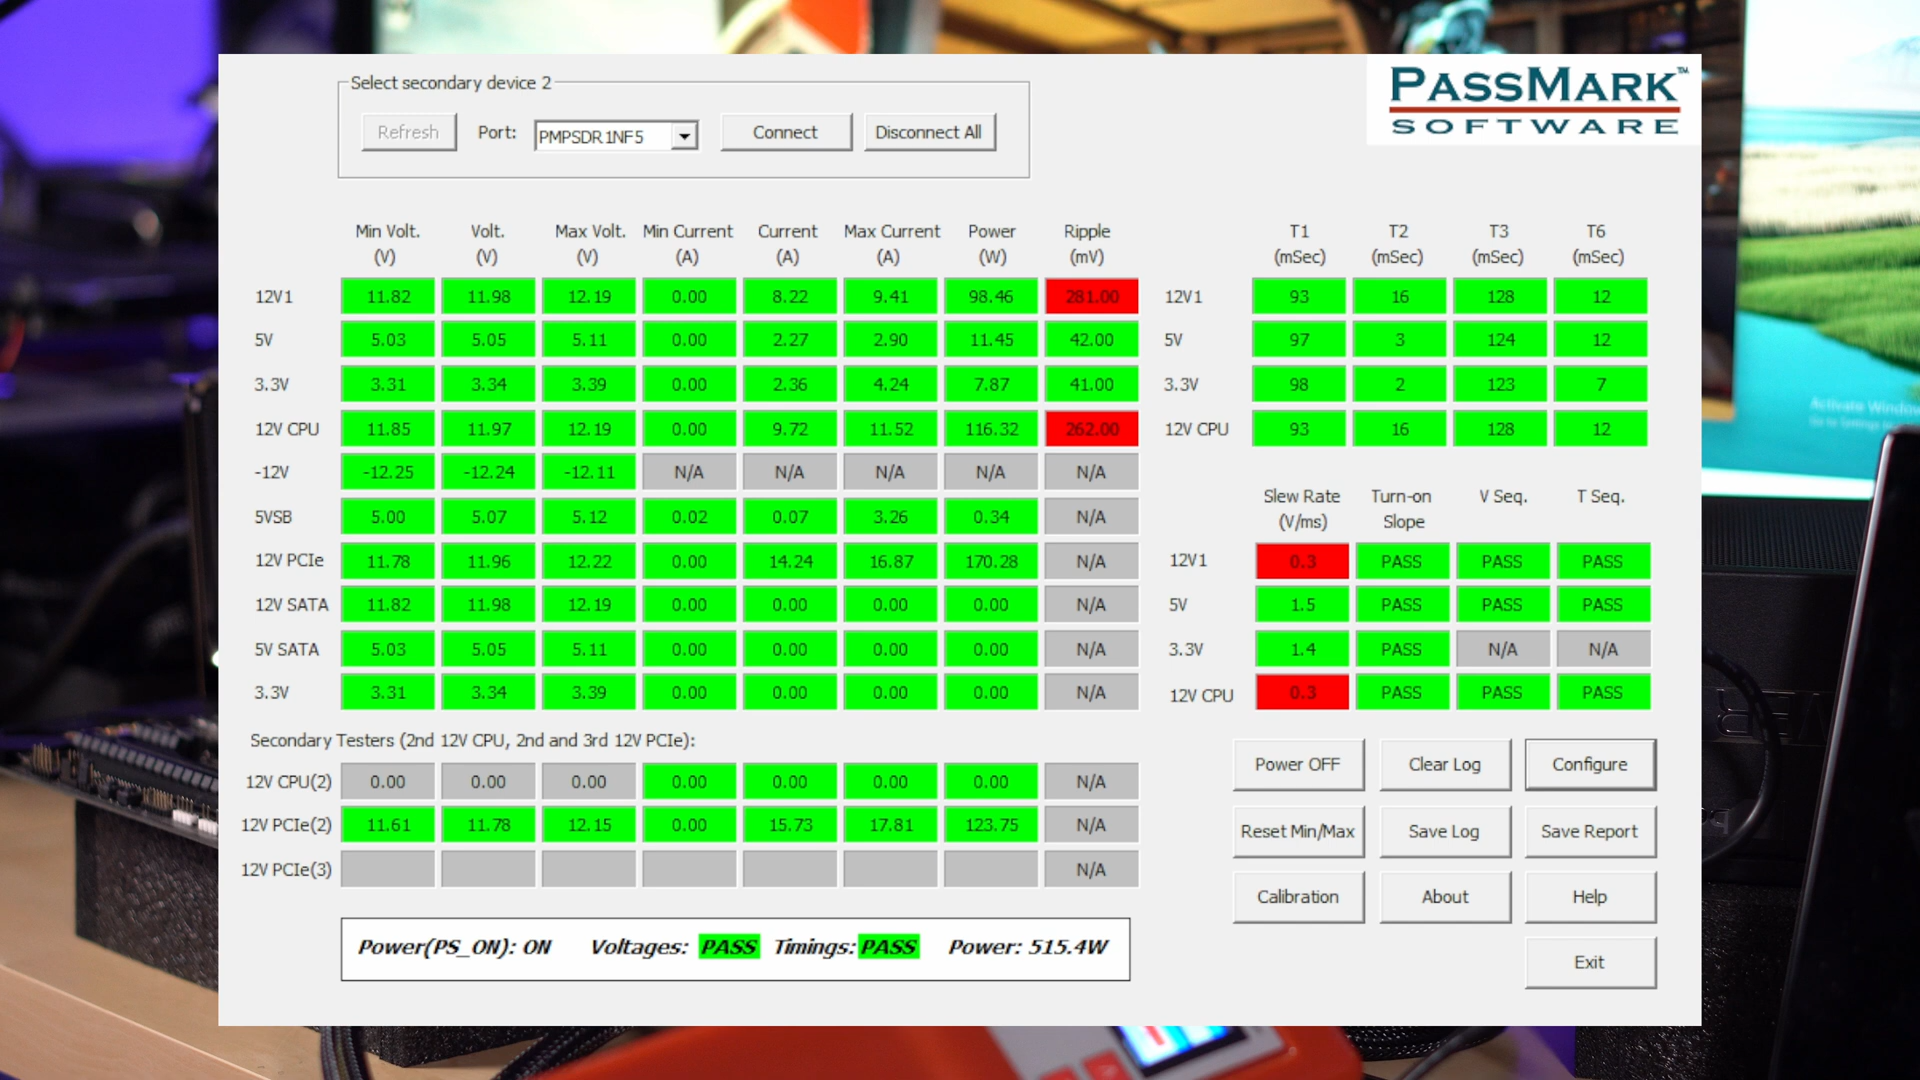 Select secondary device 2
PASSMARK™
SOFTWARE
Refresh Port: PMPSDR1NF5 Connect Disconnect All
Min Volt. (V) Volt. (V) Max Volt. (V) Min Current (A) Current (A) Max Current (A) Power (W) Ripple (mV)
12V1 11.82 11.98 12.19 0.00 8.22 9.41 98.46 281.00
5V 5.03 5.05 5.11 0.00 2.27 2.90 11.45 42.00
3.3V 3.31 3.34 3.39 0.00 2.36 4.24 7.87 41.00
12V CPU 11.85 11.97 12.19 0.00 9.72 11.52 116.32 262.00
-12V -12.25 -12.24 -12.11 N/A N/A N/A N/A N/A
5VSB 5.00 5.07 5.12 0.02 0.07 3.26 0.34 N/A
12V PCIe 11.78 11.96 12.22 0.00 14.24 16.87 170.28 N/A
12V SATA 11.82 11.98 12.19 0.00 0.00 0.00 0.00 N/A
5V SATA 5.03 5.05 5.11 0.00 0.00 0.00 0.00 N/A
3.3V 3.31 3.34 3.39 0.00 0.00 0.00 0.00 N/A
Secondary Testers (2nd 12V CPU, 2nd and 3rd 12V PCIe):
12V CPU(2) 0.00 0.00 0.00 0.00 0.00 0.00 0.00 N/A
12V PCIe(2) 11.61 11.78 12.15 0.00 15.73 17.81 123.75 N/A
12V PCIe(3) N/A
Power(PS_ON): ON Voltages: PASS Timings: PASS Power: 515.4W
T1 (mSec) T2 (mSec) T3 (mSec) T6 (mSec)
12V1 93 16 128 12
5V 97 3 124 12
3.3V 98 2 123 7
12V CPU 93 16 128 12
Slew Rate (V/ms) Turn-on Slope V Seq. T Seq.
12V1 0.3 PASS PASS PASS
5V 1.5 PASS PASS PASS
3.3V 1.4 PASS N/A N/A
12V CPU 0.3 PASS PASS PASS
Power OFF Clear Log Configure
Reset Min/Max Save Log Save Report
Calibration About Help
Exit
Activate Window